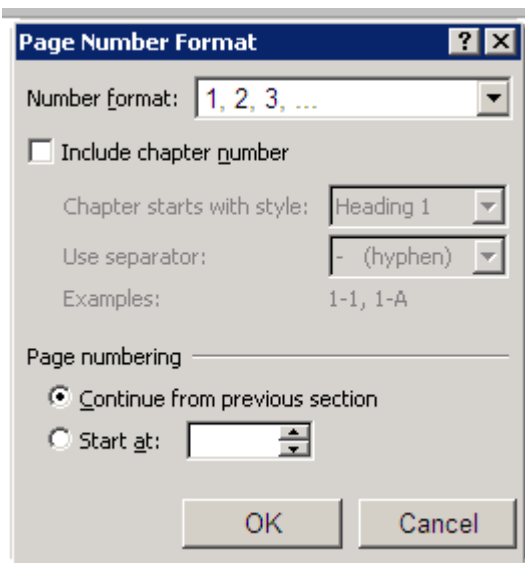 Page Number Format ? X
Number format: 1, 2, 3, ...
Include chapter number
Chapter starts with style: Heading 1
Use separator: - (hyphen)
Examples: 1-1, 1-A
Page numbering
Continue from previous section
Start at:
OK Cancel